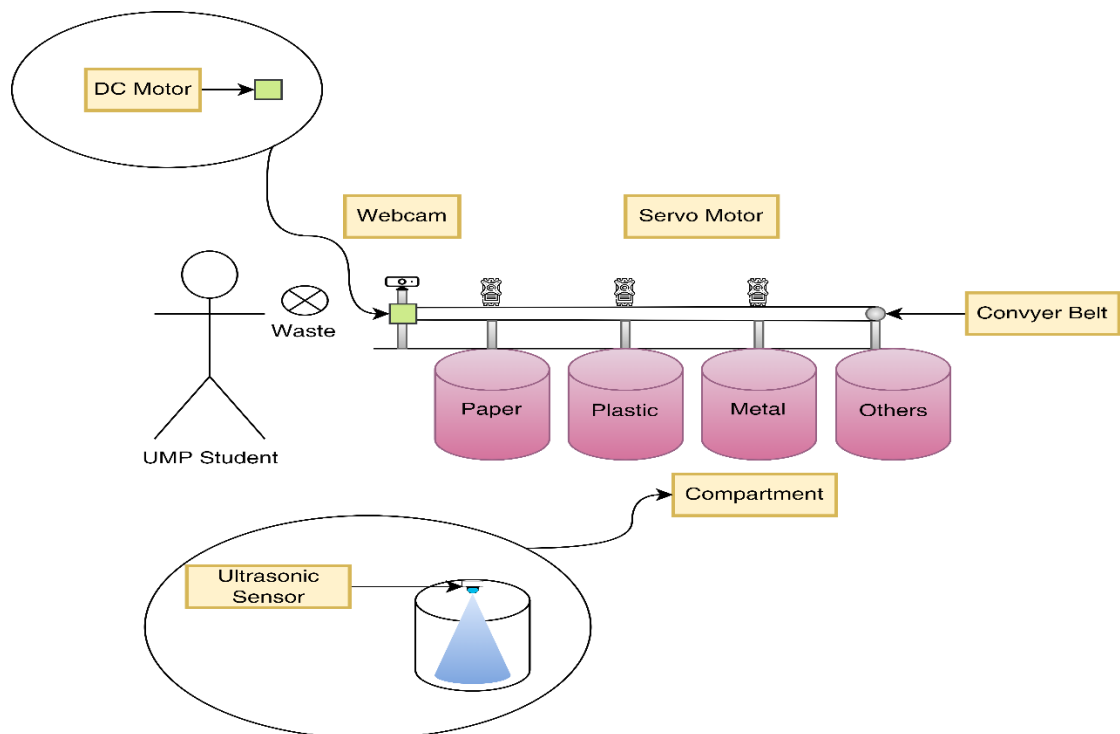 DC Motor
Webcam
Servo Motor
Waste
Convyer Belt
UMP Student
Paper
Plastic
Metal
Others
Compartment
Ultrasonic
Sensor